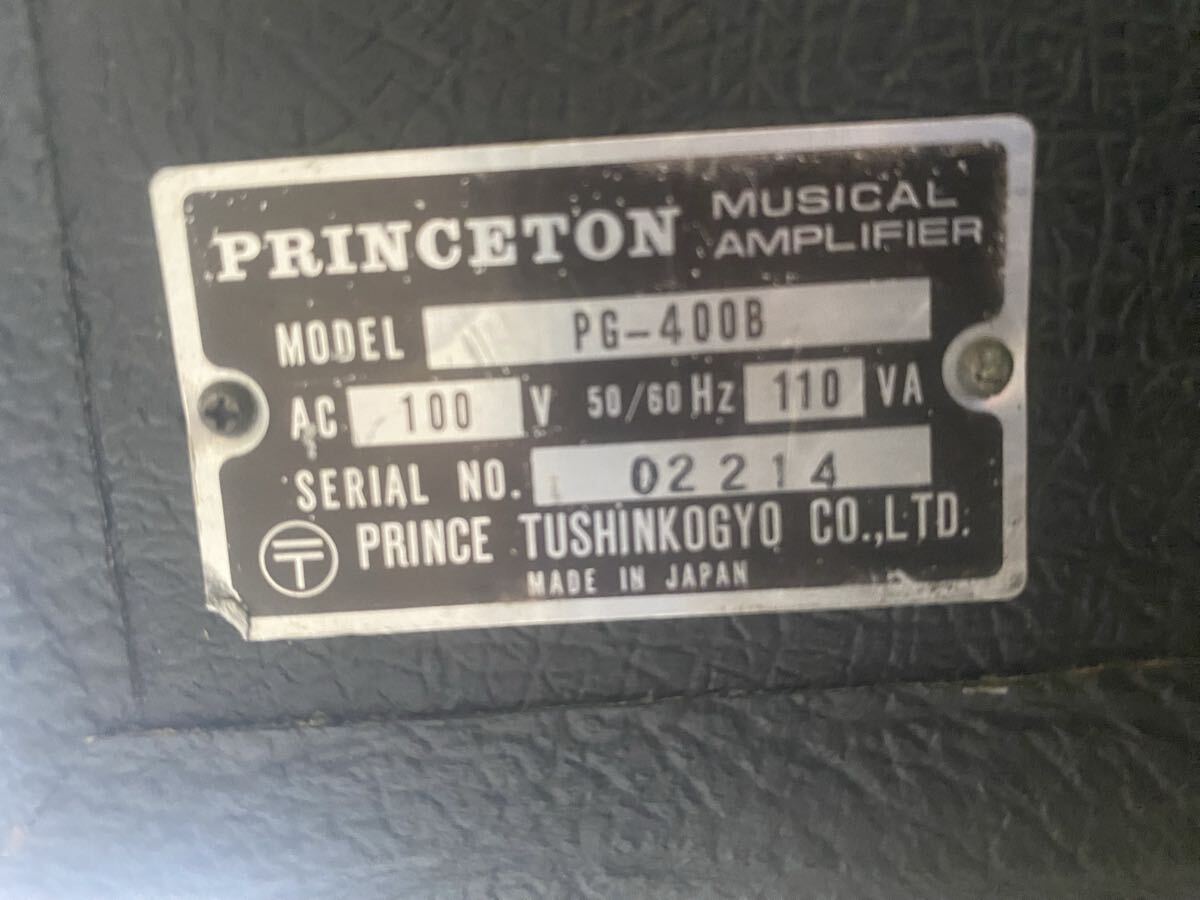 PRINCETON MUSICAL AMPLIFIER
MODEL PG-400B
AC 100 V 50/60 Hz 110 VA
SERIAL NO. 02214
〒 PRINCE TUSHINKOGYO CO.,LTD.
MADE IN JAPAN